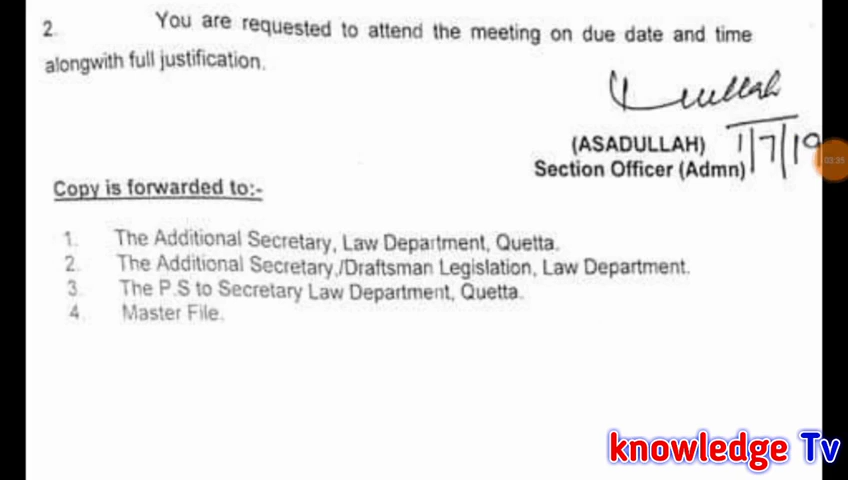 2. You are requested to attend the meeting on due date and time
alongwith full justification.
(ASADULLAH) 1/7/19
Section Officer (Admn)
Copy is forwarded to:-
1. The Additional Secretary, Law Department, Quetta.
2. The Additional Secretary,/Draftsman Legislation, Law Department.
3. The P.S to Secretary Law Department, Quetta.
4. Master File.
03:35
knowledge Tv